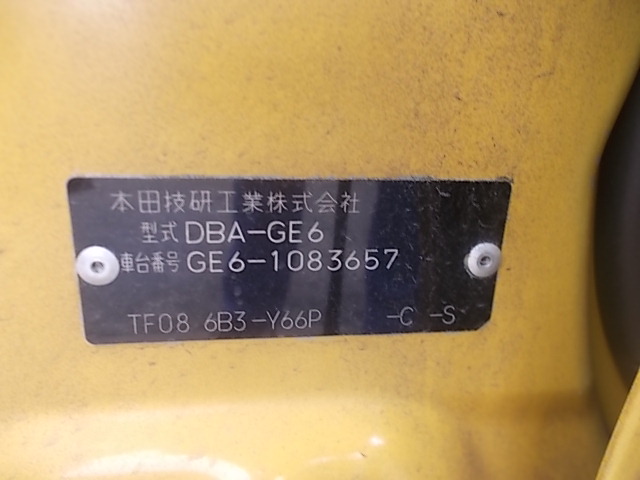 本田技研工業株式会社
型式 DBA-GE6
車台番号 GE6-1083657
TF08 6B3-Y66P -C -S